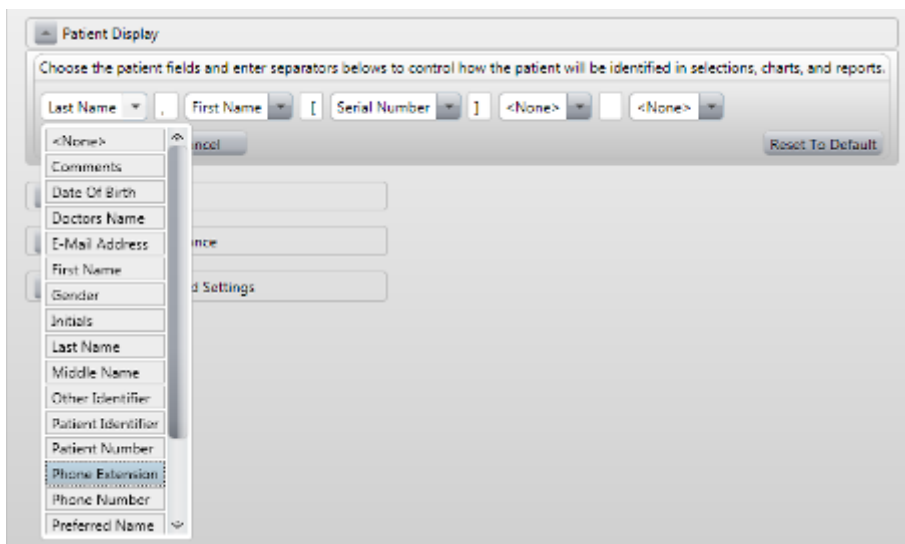 Patient Display
Choose the patient fields and enter separators belows to control how the patient will be identified in selections, charts, and reports.
Last Name , First Name [ Serial Number ] <None> <None>
ncel Reset To Default
<None>
Comments
Date Of Birth
Doctors Name
E-Mail Address
nce
First Name
Gender
d Settings
Initials
Last Name
Middle Name
Other Identifier
Patient Identifier
Patient Number
Phone Extension
Phone Number
Preferred Name